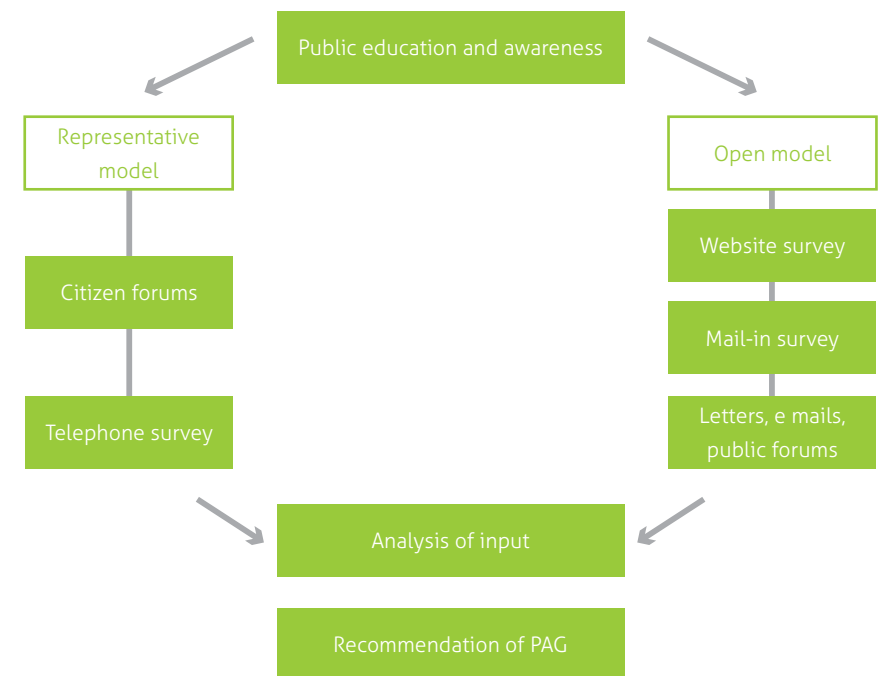 Public education and awareness
Representative
model
Citizen forums
Telephone survey
Open model
Website survey
Mail-in survey
Letters, e mails,
public forums
Analysis of input
Recommendation of PAG